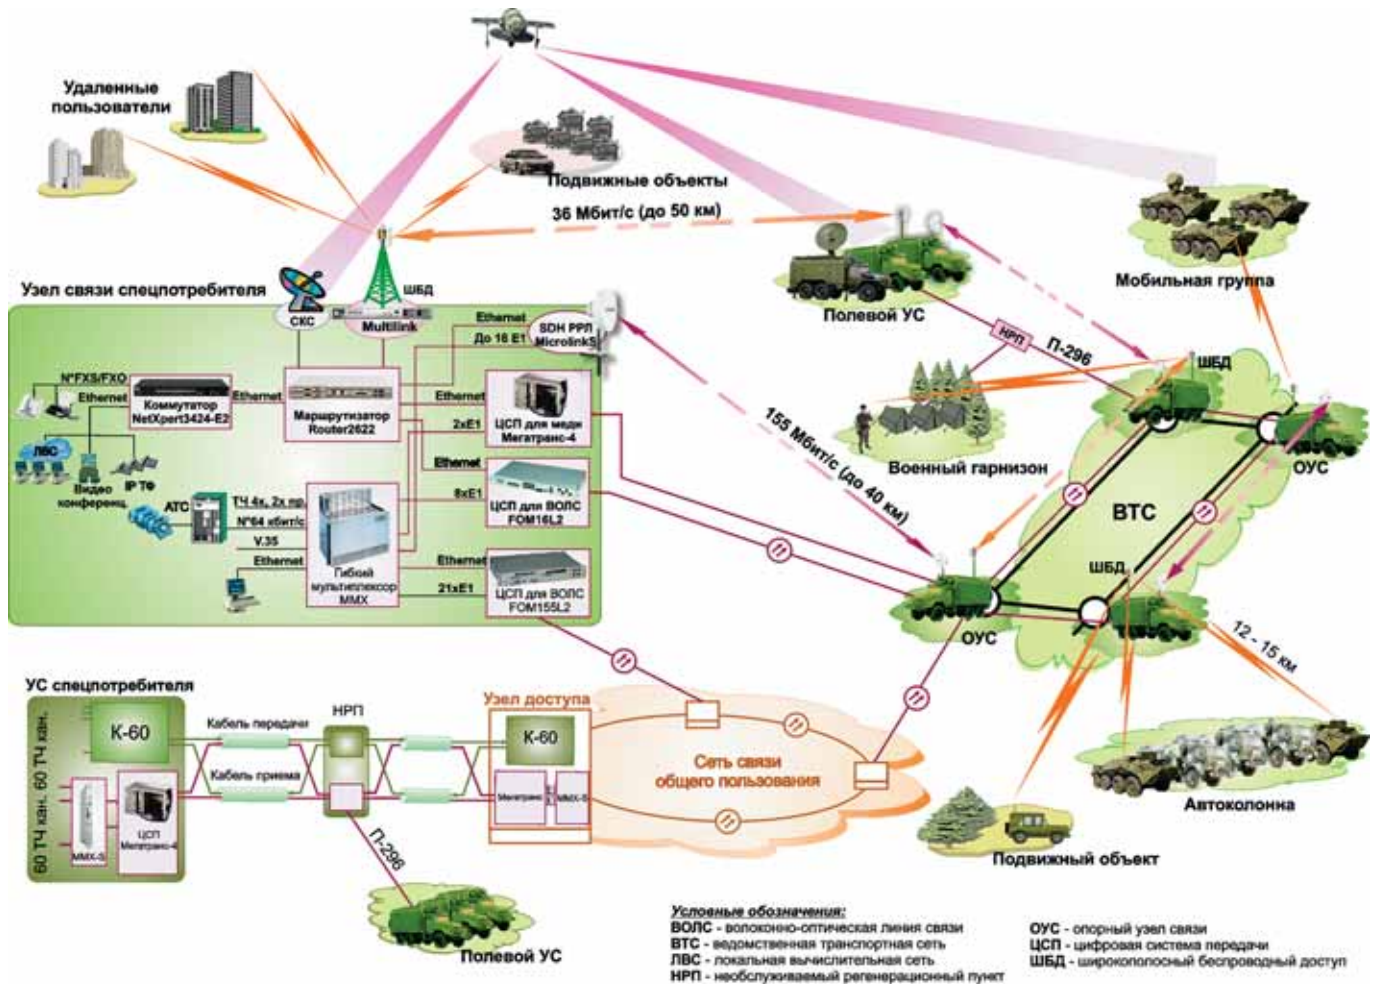 Удаленные
пользователи
Подвижные объекты
36 Мбит/с (до 50 км)
Мобильная группа
Узел связи спецпотребителя
СКС
ШБД
Multilink
Полевой УС
НРП
П-296
ШБД
ОУС
Ethernet
До 16 E1
SDH РРЛ
Microlink5
N*FXS/FXO
Ethernet
Коммутатор
NetXpert3424-E2
Ethernet
Маршрутизатор
Router2622
Ethernet
2xE1
ЦСП для меди
Мегатранс-4
155 Мбит/с (до 40 км)
Военный гарнизон
ЛВС
Видео
конференц.
IP ТФ
АТС
ТЧ 4х, 2х пр.
N*64 кбит/с
V.35
Ethernet
Гибкий
мультиплексор
ММХ
Ethernet
8xE1
ЦСП для ВОЛС
FOM16L2
Ethernet
21xE1
ЦСП для ВОЛС
FOM155L2
ВТС
ШБД
ОУС
12 - 15 км
УС спецпотребителя
60 ТЧ кан. 60 ТЧ кан.
К-60
ММХ-S
ЦСП
Мегатранс-4
Кабель передачи
Кабель приема
НРП
П-296
Узел доступа
К-60
Мегатранс
ММХ-S
Сеть связи
общего пользования
Автоколонна
Подвижный объект
Полевой УС
Условные обозначения:
ВОЛС - волоконно-оптическая линия связи
ВТС - ведомственная транспортная сеть
ЛВС - локальная вычислительная сеть
НРП - необслуживаемый регенерационный пункт
ОУС - опорный узел связи
ЦСП - цифровая система передачи
ШБД - широкополосный беспроводный доступ